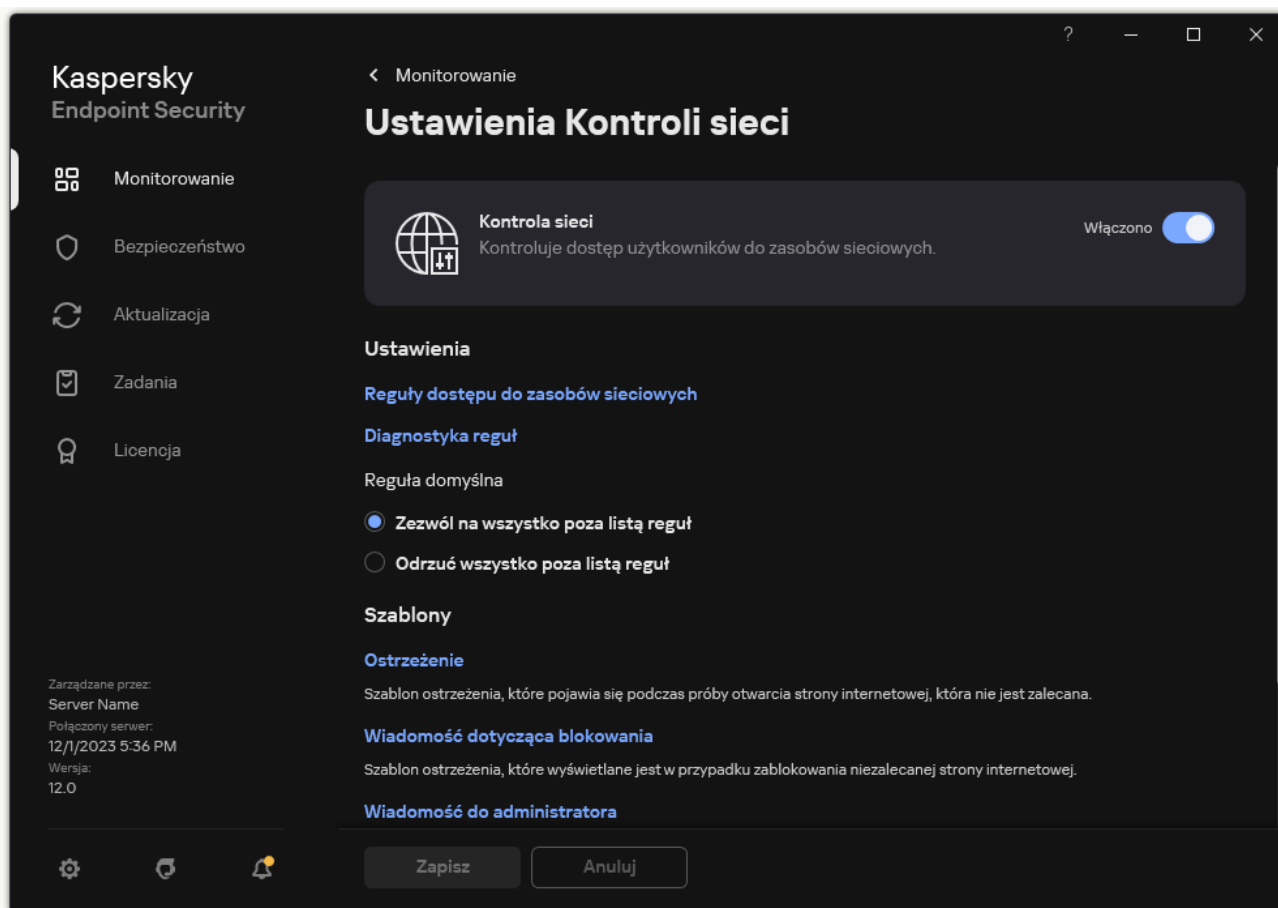 ?
Kaspersky
Endpoint Security
Monitorowanie
Bezpieczeństwo
Aktualizacja
Zadania
Licencja
Zarządzane przez:
Server Name
Połączony serwer:
12/1/2023 5:36 PM
Wersja:
12.0
Monitorowanie
Ustawienia Kontroli sieci
Kontrola sieci
Kontroluje dostęp użytkowników do zasobów sieciowych.
Włączono
Ustawienia
Reguły dostępu do zasobów sieciowych
Diagnostyka reguł
Reguła domyślna
Zezwól na wszystko poza listą reguł
Odrzuć wszystko poza listą reguł
Szablony
Ostrzeżenie
Szablon ostrzeżenia, które pojawia się podczas próby otwarcia strony internetowej, która nie jest zalecana.
Wiadomość dotycząca blokowania
Szablon ostrzeżenia, które wyświetlane jest w przypadku zablokowania niezalecanej strony internetowej.
Wiadomość do administratora
Zapisz
Anuluj